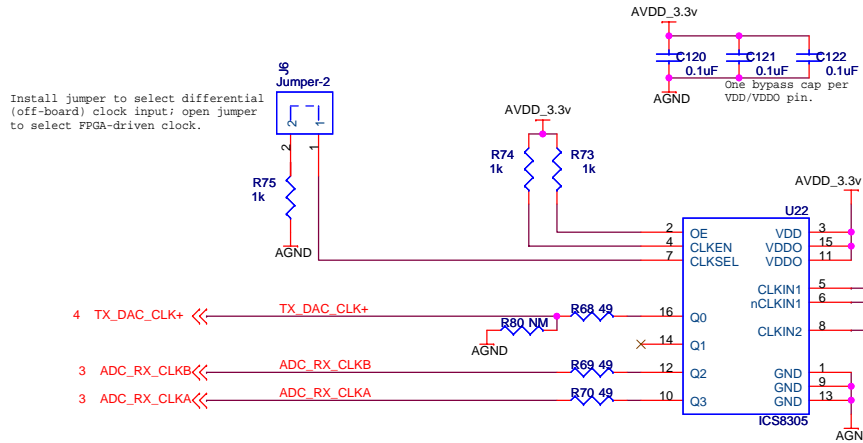 AVDD_3.3v
C120
0.1uF
C121
0.1uF
C122
0.1uF
AGND
One bypass cap per
VDD/VDDO pin.
J6
Jumper-2
Install jumper to select differential
(off-board) clock input; open jumper
to select FPGA-driven clock.
2
1
2
1
R75
1k
AGND
AVDD_3.3v
R74
1k
R73
1k
AVDD_3.3v
U22
2
OE
VDD
3
4
CLKEN
VDDO
15
7
CLKSEL
VDDO
11
CLKIN1
5
nCLKIN1
6
4
TX_DAC_CLK+
TX_DAC_CLK+
R68 49
16
Q0
CLKIN2
8
R80 NM
AGND
14
Q1
3
ADC_RX_CLKB
ADC_RX_CLKB
R69 49
12
Q2
GND
1
GND
9
3
ADC_RX_CLKA
ADC_RX_CLKA
R70 49
10
Q3
GND
13
ICS8305
AGN